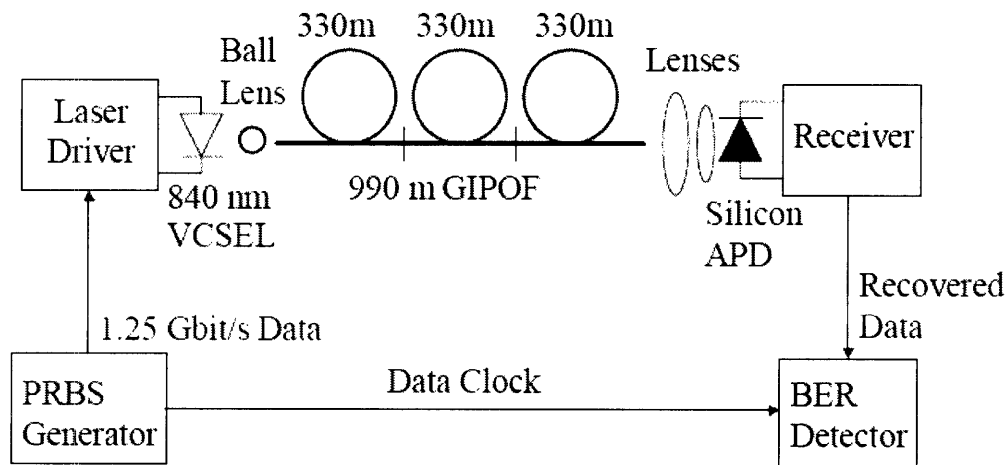 330m 330m 330m
Ball
Lens
Lenses
Laser
Driver
Receiver
840 nm
VCSEL
990 m GIPOF
Silicon
APD
1.25 Gbit/s Data
Recovered
Data
PRBS
Generator
Data Clock
BER
Detector